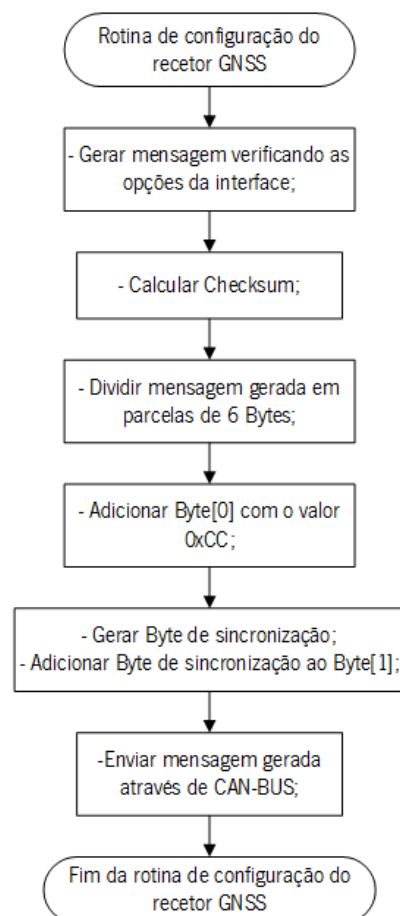 Rotina de configuração do
recetor GNSS
- Gerar mensagem verificando as
opções da interface;
- Calcular Checksum;
- Dividir mensagem gerada em
parcelas de 6 Bytes;
- Adicionar Byte[0] com o valor
0xCC;
- Gerar Byte de sincronização;
- Adicionar Byte de sincronização ao Byte[1];
-Enviar mensagem gerada
através de CAN-BUS;
Fim da rotina de configuração do
recetor GNSS